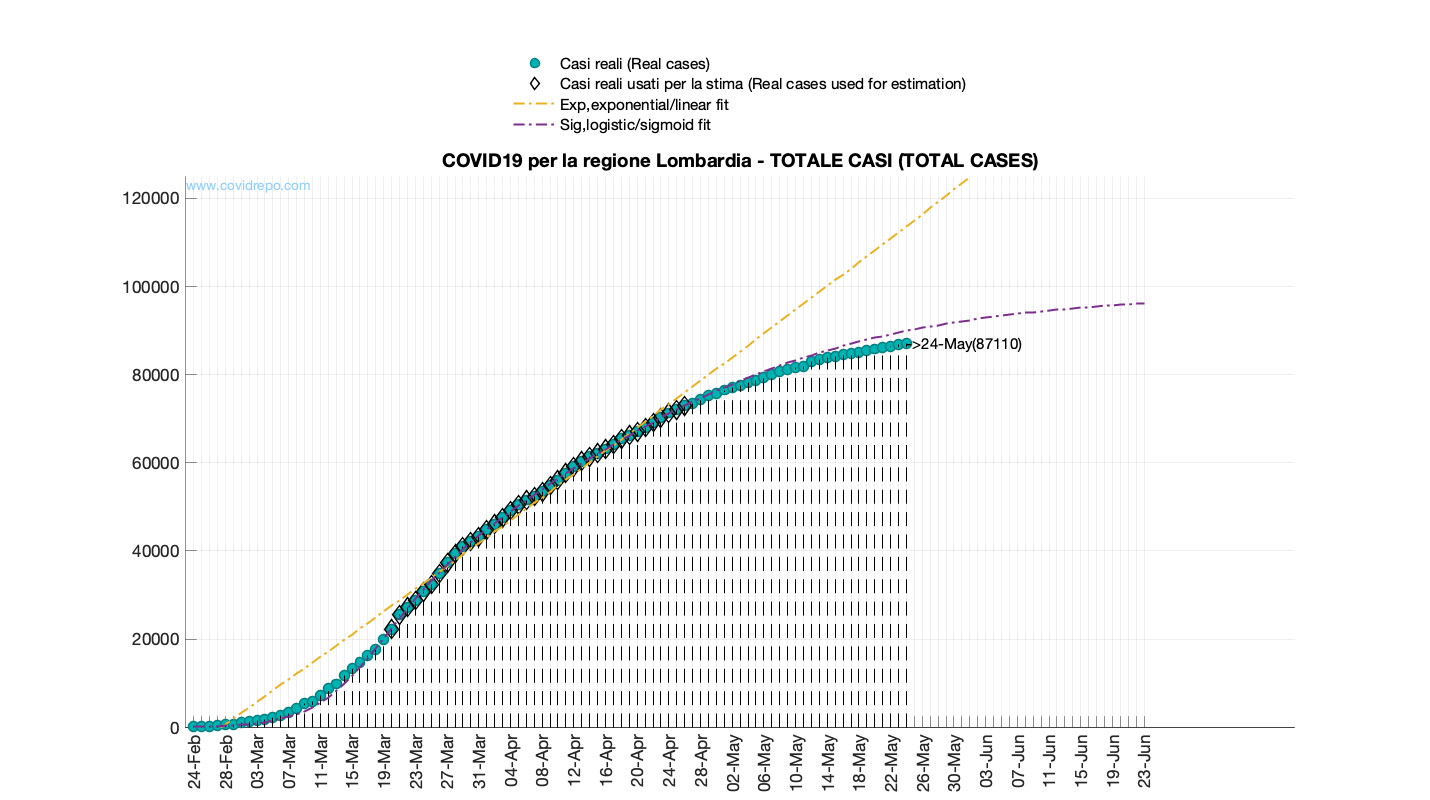 Casi reali (Real cases)
Casi reali usati per la stima (Real cases used for estimation)
Exp,exponential/linear fit
Sig,logistic/sigmoid fit
COVID19 per la regione Lombardia - TOTALE CASI (TOTAL CASES)
www.covidrepo.com
120000
100000
80000
60000
40000
20000
0
->24-May(87110)
24-Feb
28-Feb
03-Mar
07-Mar
11-Mar
15-Mar
19-Mar
23-Mar
27-Mar
31-Mar
04-Apr
08-Apr
12-Apr
16-Apr
20-Apr
24-Apr
28-Apr
02-May
06-May
10-May
14-May
18-May
22-May
26-May
30-May
03-Jun
07-Jun
11-Jun
15-Jun
19-Jun
23-Jun